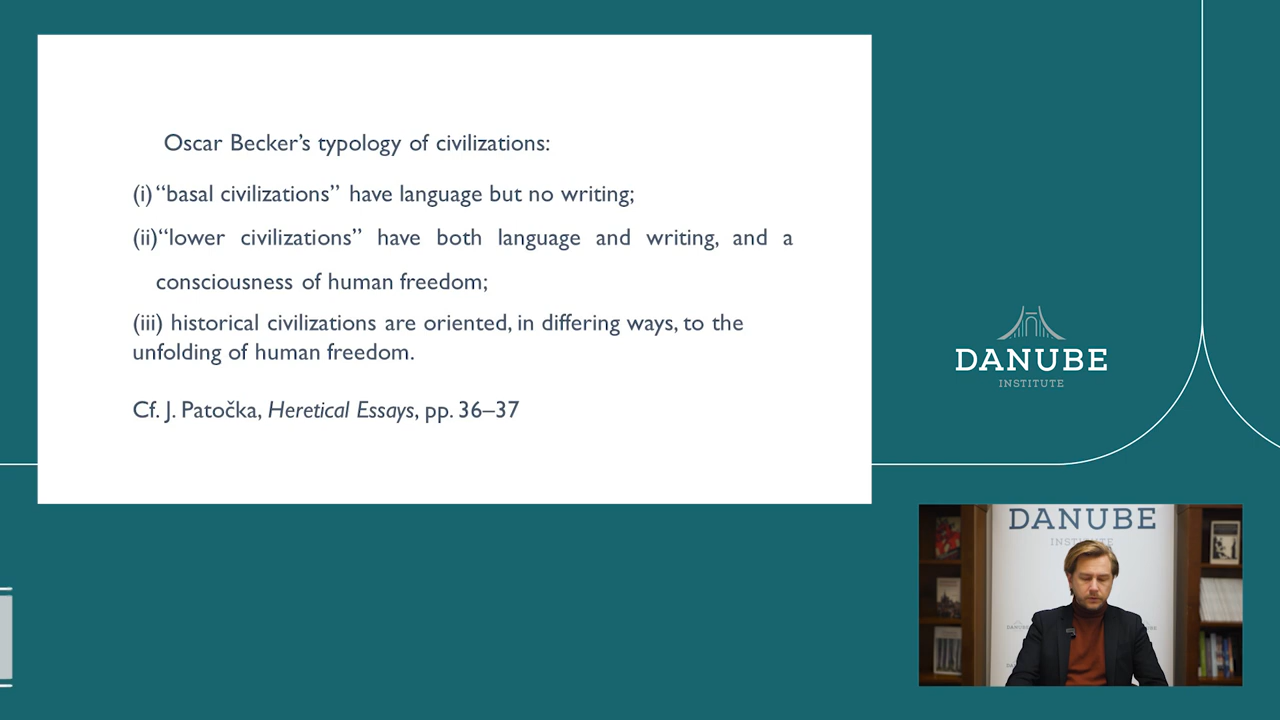 Oscar Becker’s typology of civilizations:
(i) “basal civilizations” have language but no writing;
(ii)“lower civilizations” have both language and writing, and a
consciousness of human freedom;
(iii) historical civilizations are oriented, in differing ways, to the
unfolding of human freedom.
Cf. J. Patočka, Heretical Essays, pp. 36–37
DANUBE
INSTITUTE
DANUBE
INSTITUTE